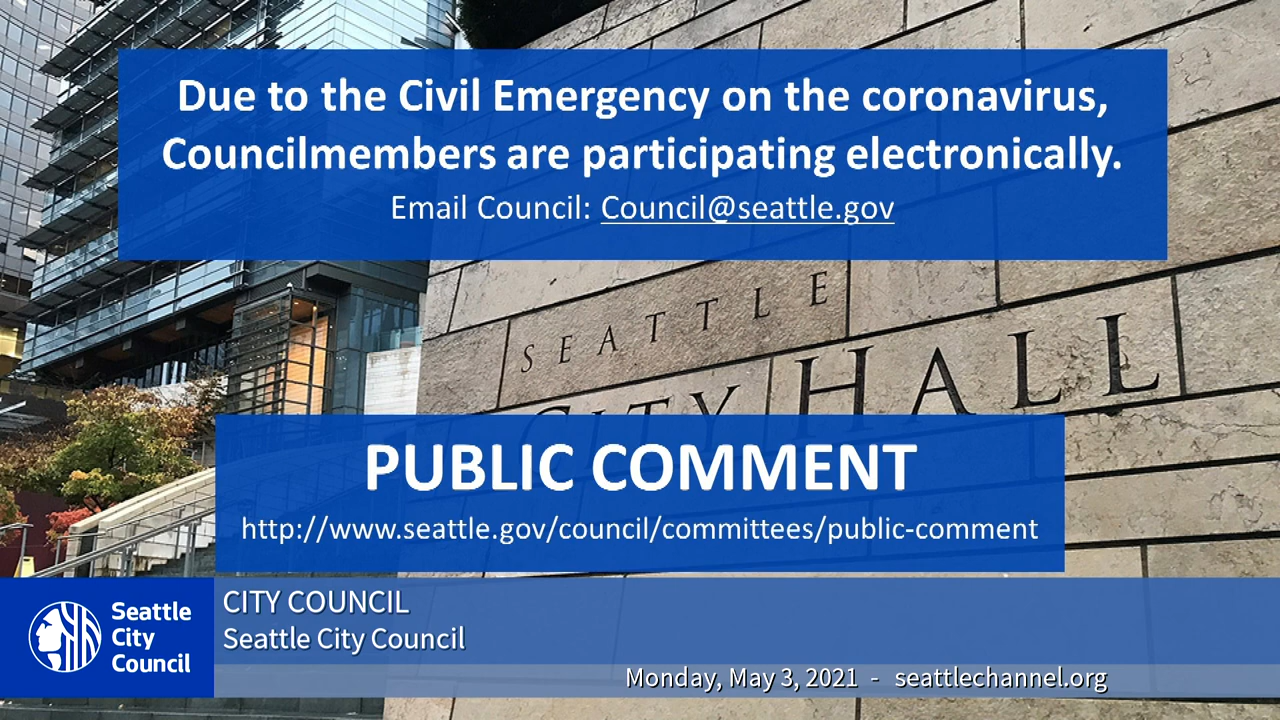 Due to the Civil Emergency on the coronavirus,
Councilmembers are participating electronically.
Email Council: Council@seattle.gov
SEATTLE
CITY HALL
PUBLIC COMMENT
http://www.seattle.gov/council/committees/public-comment
Seattle
City
Council
CITY COUNCIL
Seattle City Council
Monday, May 3, 2021 - seattlechannel.org